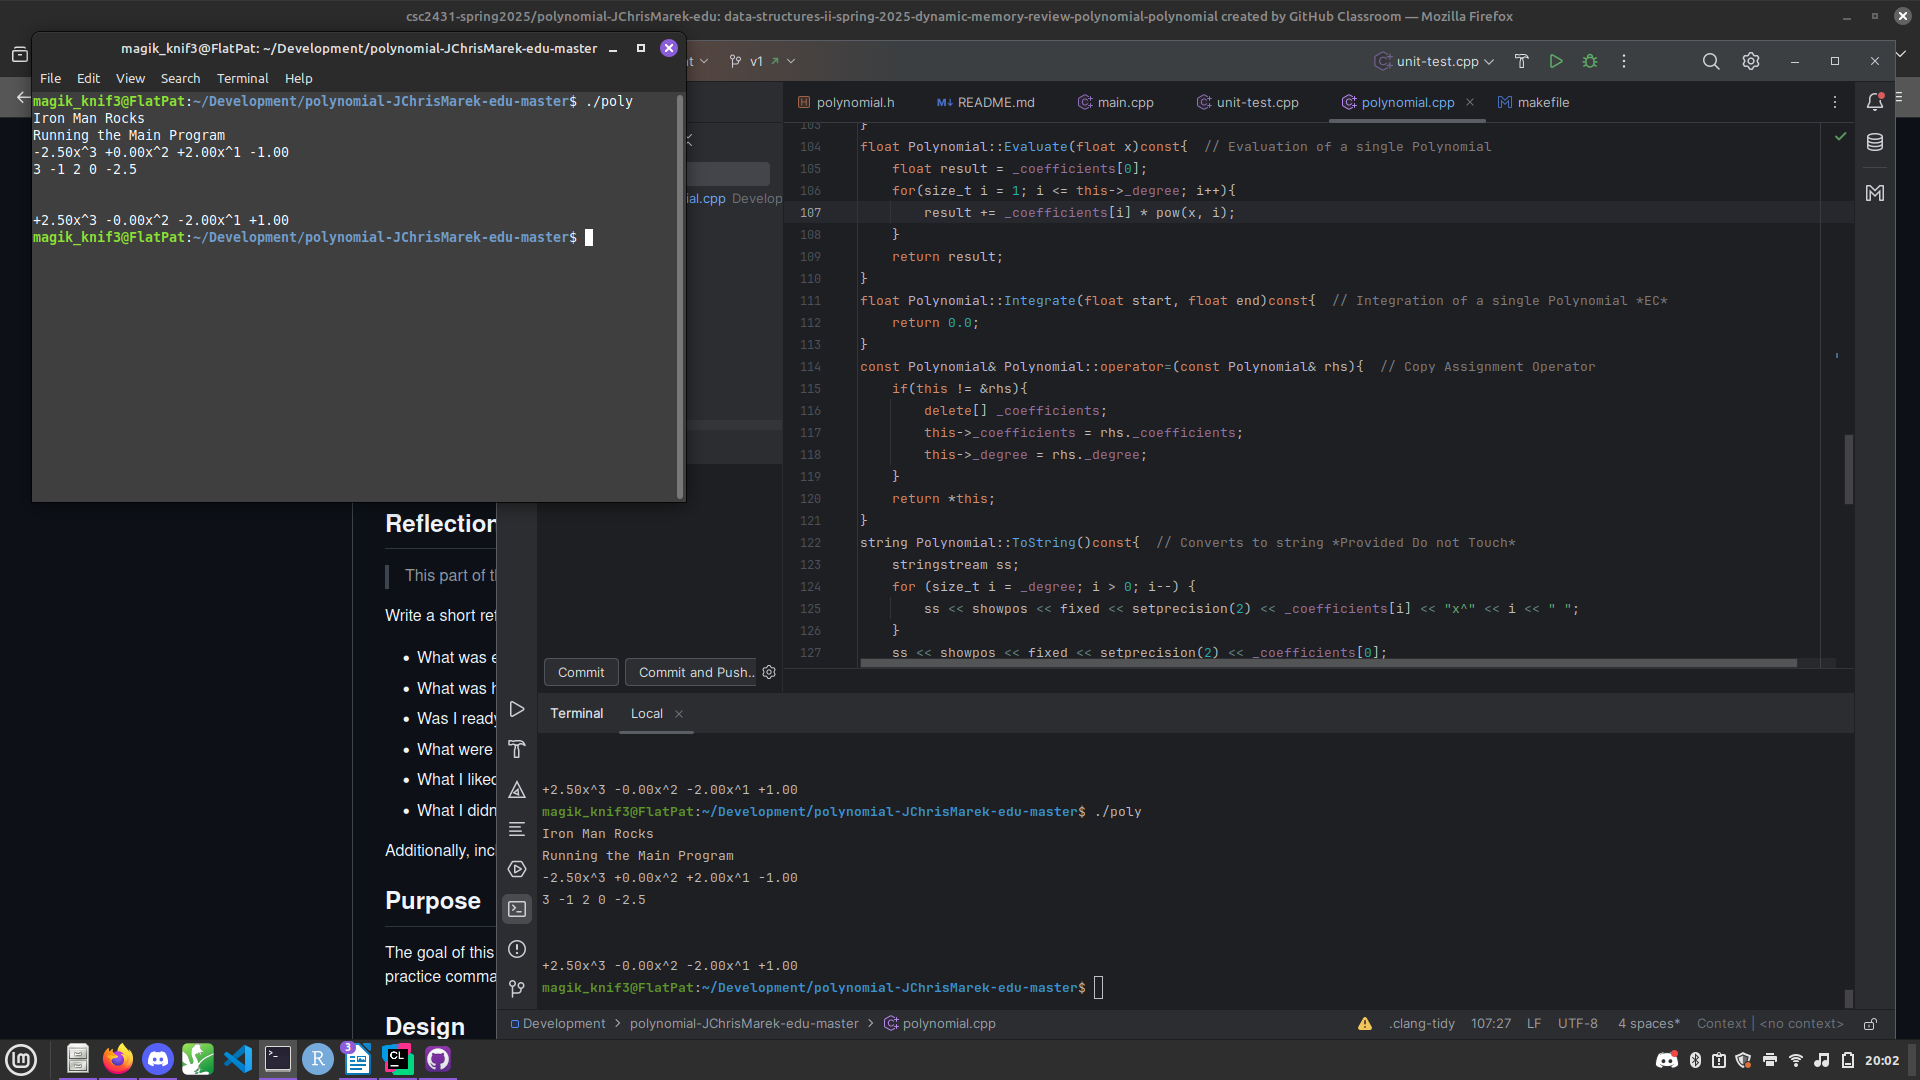 csc2431-spring2025/polynomial-JChrisMarek-edu: data-structures-ii-spring-2025-dynamic-memory-review-polynomial-polynomial created by GitHub Classroom — Mozilla Firefox
magik_knif3@FlatPat: ~/Development/polynomial-JChrisMarek-edu-master
File Edit View Search Terminal Help
magik_knif3@FlatPat:~/Development/polynomial-JChrisMarek-edu-master$ ./poly
Iron Man Rocks
Running the Main Program
-2.50x^3 +0.00x^2 +2.00x^1 -1.00
3 -1 2 0 -2.5
+2.50x^3 -0.00x^2 -2.00x^1 +1.00
magik_knif3@FlatPat:~/Development/polynomial-JChrisMarek-edu-master$
v1
unit-test.cpp
polynomial.h README.md main.cpp unit-test.cpp polynomial.cpp makefile
ial.cpp Develop
103 }
104 float Polynomial::Evaluate(float x)const{ // Evaluation of a single Polynomial
105 float result = _coefficients[0];
106 for(size_t i = 1; i <= this->_degree; i++){
107 result += _coefficients[i] * pow(x, i);
108 }
109 return result;
110 }
111 float Polynomial::Integrate(float start, float end)const{ // Integration of a single Polynomial *EC*
112 return 0.0;
113 }
114 const Polynomial& Polynomial::operator=(const Polynomial& rhs){ // Copy Assignment Operator
115 if(this != &rhs){
116 delete[] _coefficients;
117 this->_coefficients = rhs._coefficients;
118 this->_degree = rhs._degree;
119 }
120 return *this;
121 }
122 string Polynomial::ToString()const{ // Converts to string *Provided Do not Touch*
123 stringstream ss;
124 for (size_t i = _degree; i > 0; i--) {
125 ss << showpos << fixed << setprecision(2) << _coefficients[i] << "x^" << i << " ";
126 }
127 ss << showpos << fixed << setprecision(2) << _coefficients[0];
Reflection
This part of t
Write a short ref
• What was e
• What was h
• Was I ready
• What were
• What I liked
• What I didn
Additionally, incl
Purpose
The goal of this
practice comma
Design
Commit Commit and Push..
Terminal Local
+2.50x^3 -0.00x^2 -2.00x^1 +1.00
magik_knif3@FlatPat:~/Development/polynomial-JChrisMarek-edu-master$ ./poly
Iron Man Rocks
Running the Main Program
-2.50x^3 +0.00x^2 +2.00x^1 -1.00
3 -1 2 0 -2.5
+2.50x^3 -0.00x^2 -2.00x^1 +1.00
magik_knif3@FlatPat:~/Development/polynomial-JChrisMarek-edu-master$
Development > polynomial-JChrisMarek-edu-master > polynomial.cpp
.clang-tidy 107:27 LF UTF-8 4 spaces* Context | <no context>
R 3 CL
20:02